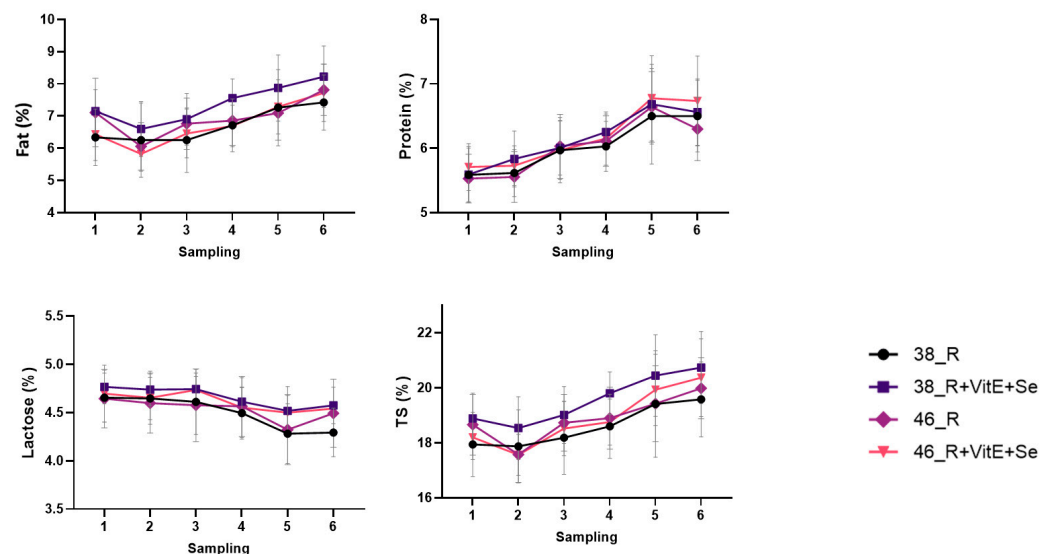 Fat (%)
10
9
8
7
6
5
4
1 2 3 4 5 6
Sampling
Protein (%)
8
7
6
5
1 2 3 4 5 6
Sampling
Lactose (%)
5.5
5.0
4.5
4.0
3.5
1 2 3 4 5 6
Sampling
TS (%)
22
20
18
16
1 2 3 4 5 6
Sampling
38_R
38_R+VitE+Se
46_R
46_R+VitE+Se